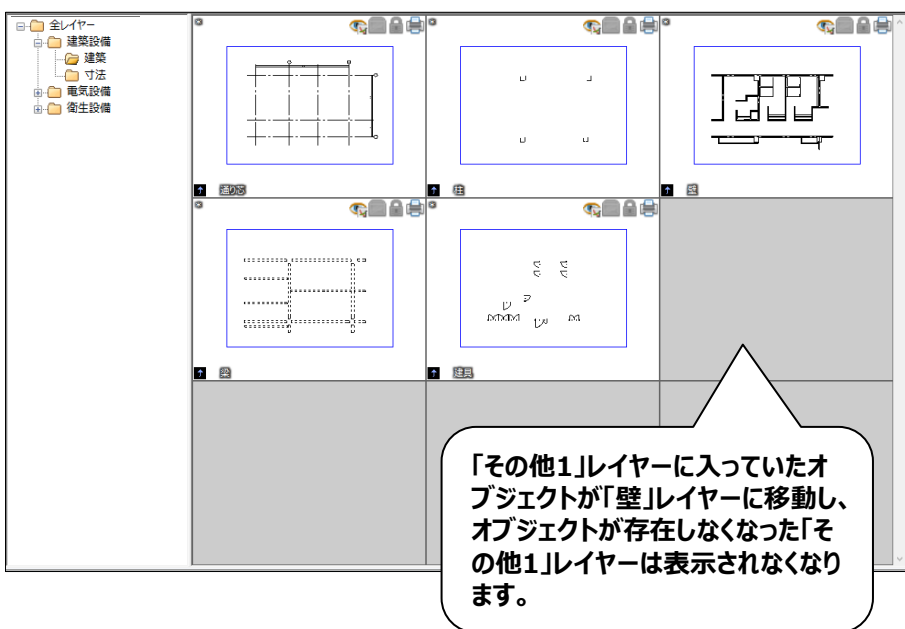 全レイヤー
建築設備
建築
寸法
電気設備
衛生設備
通り芯
柱
壁
梁
建具
「その他1」レイヤーに入っていたオ
ブジェクトが「壁」レイヤーに移動し、
オブジェクトが存在しなくなった「そ
の他1」レイヤーは表示されなくなり
ます。